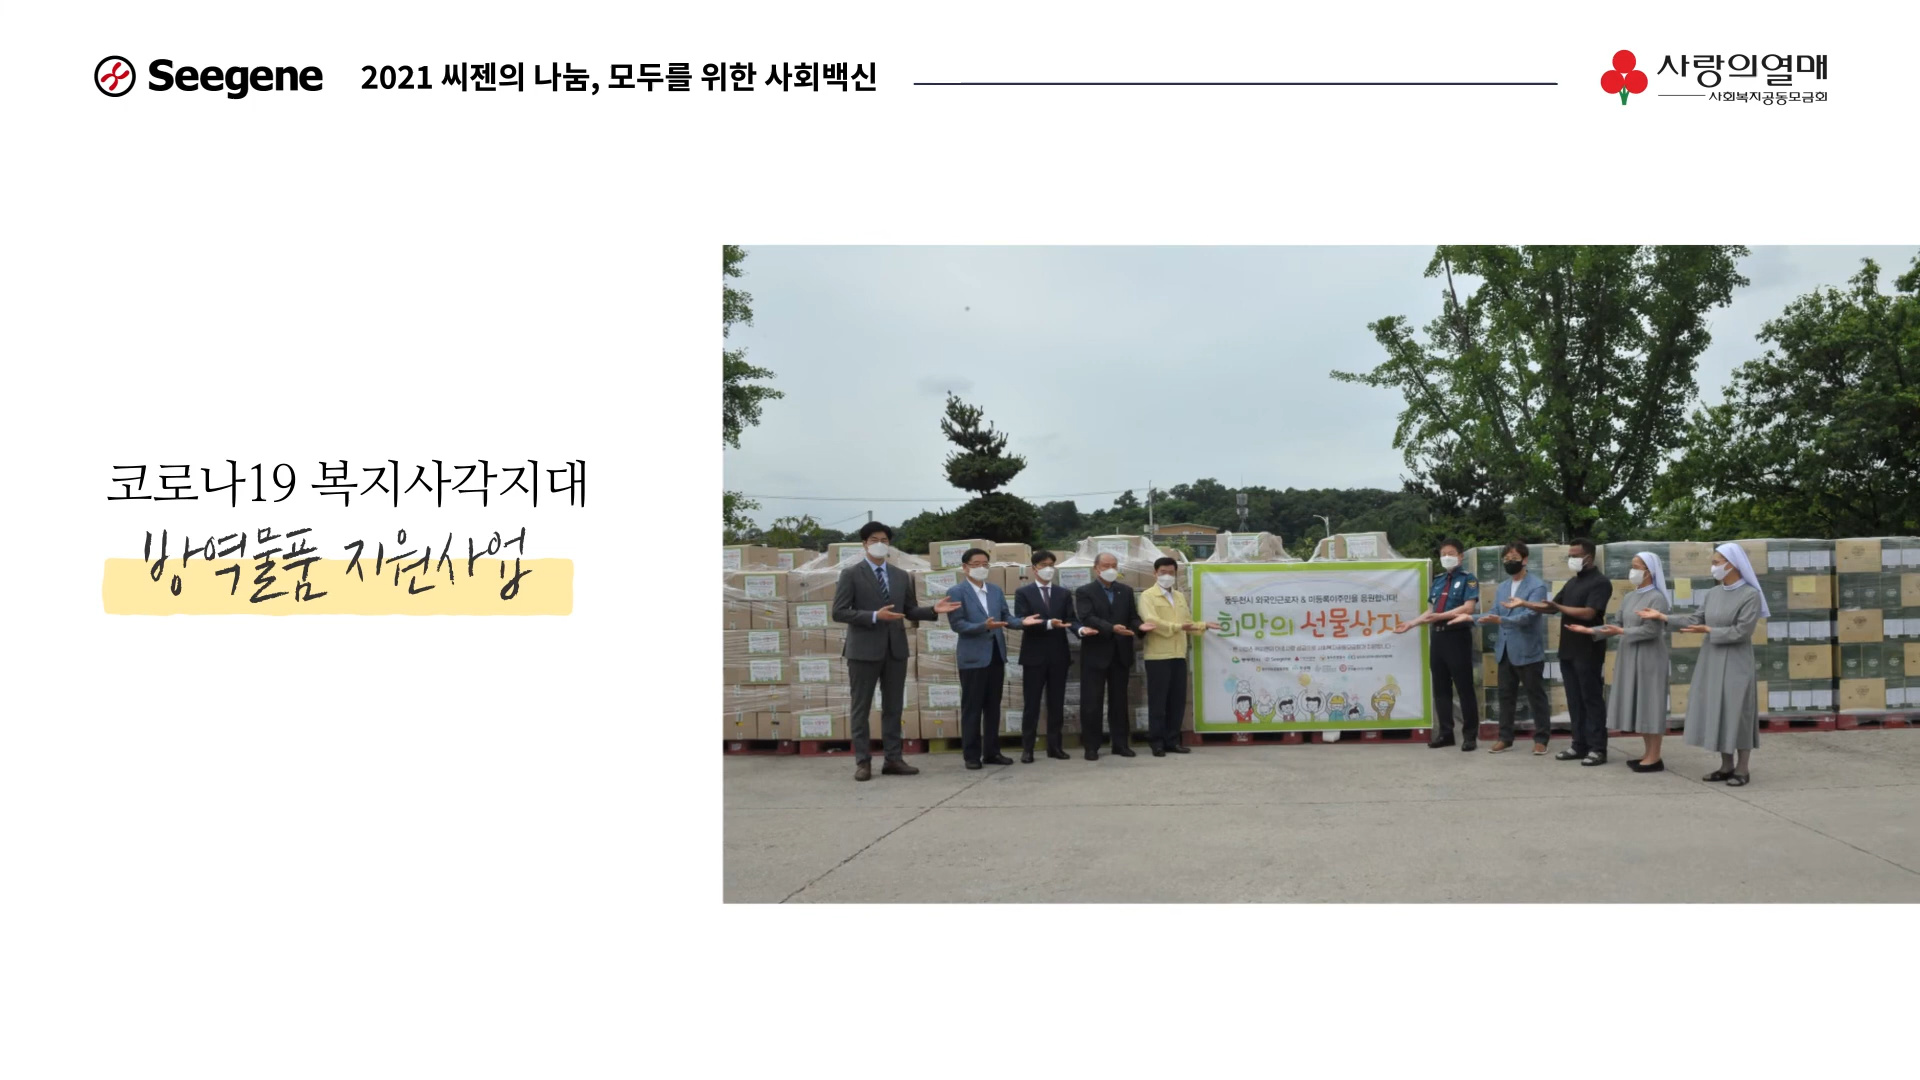 Seegene 2021 씨젠의 나눔, 모두를 위한 사회백신
사랑의열매
사회복지공동모금회
코로나19 복지사각지대
방역물품 지원사업
동두천시 외국인근로자 & 미등록이주민을 응원합니다!
희망의 선물상자
Seegene